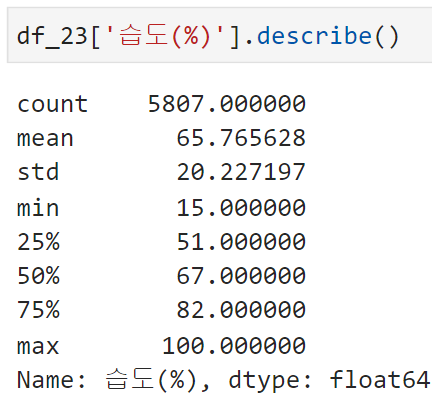 df_23['습도(%)'].describe()
count    5807.000000
mean       65.765628
std        20.227197
min        15.000000
25%        51.000000
50%        67.000000
75%        82.000000
max       100.000000
Name: 습도(%), dtype: float64